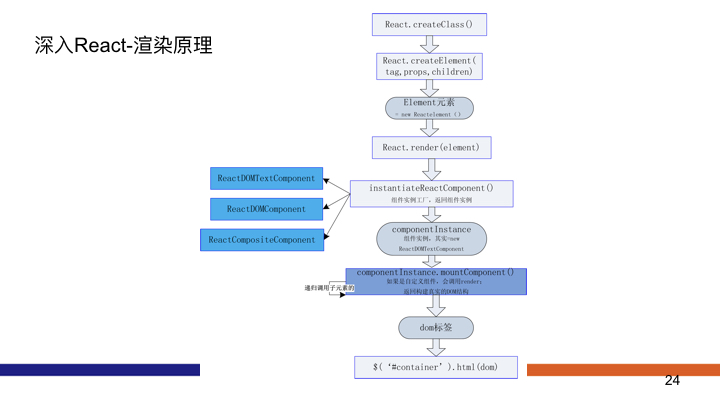 深入React-渲染原理
React.createClass()
React.createElement(
tag,props,children)
Element元素
= new Reactelement（）
React.render(element)
instantiateReactComponent()
组件实例工厂，返回组件实例
ReactDOMTextComponent
ReactDOMComponent
ReactCompositeComponent
componentInstance
组件实例，其实=new
ReactDOMTextComponent
componentInstance.mountComponent()
如果是自定义组件，会调用render，
返回构建真实的DOM结构
递归调用子元素的
dom标签
$(‘#container’).html(dom)
24